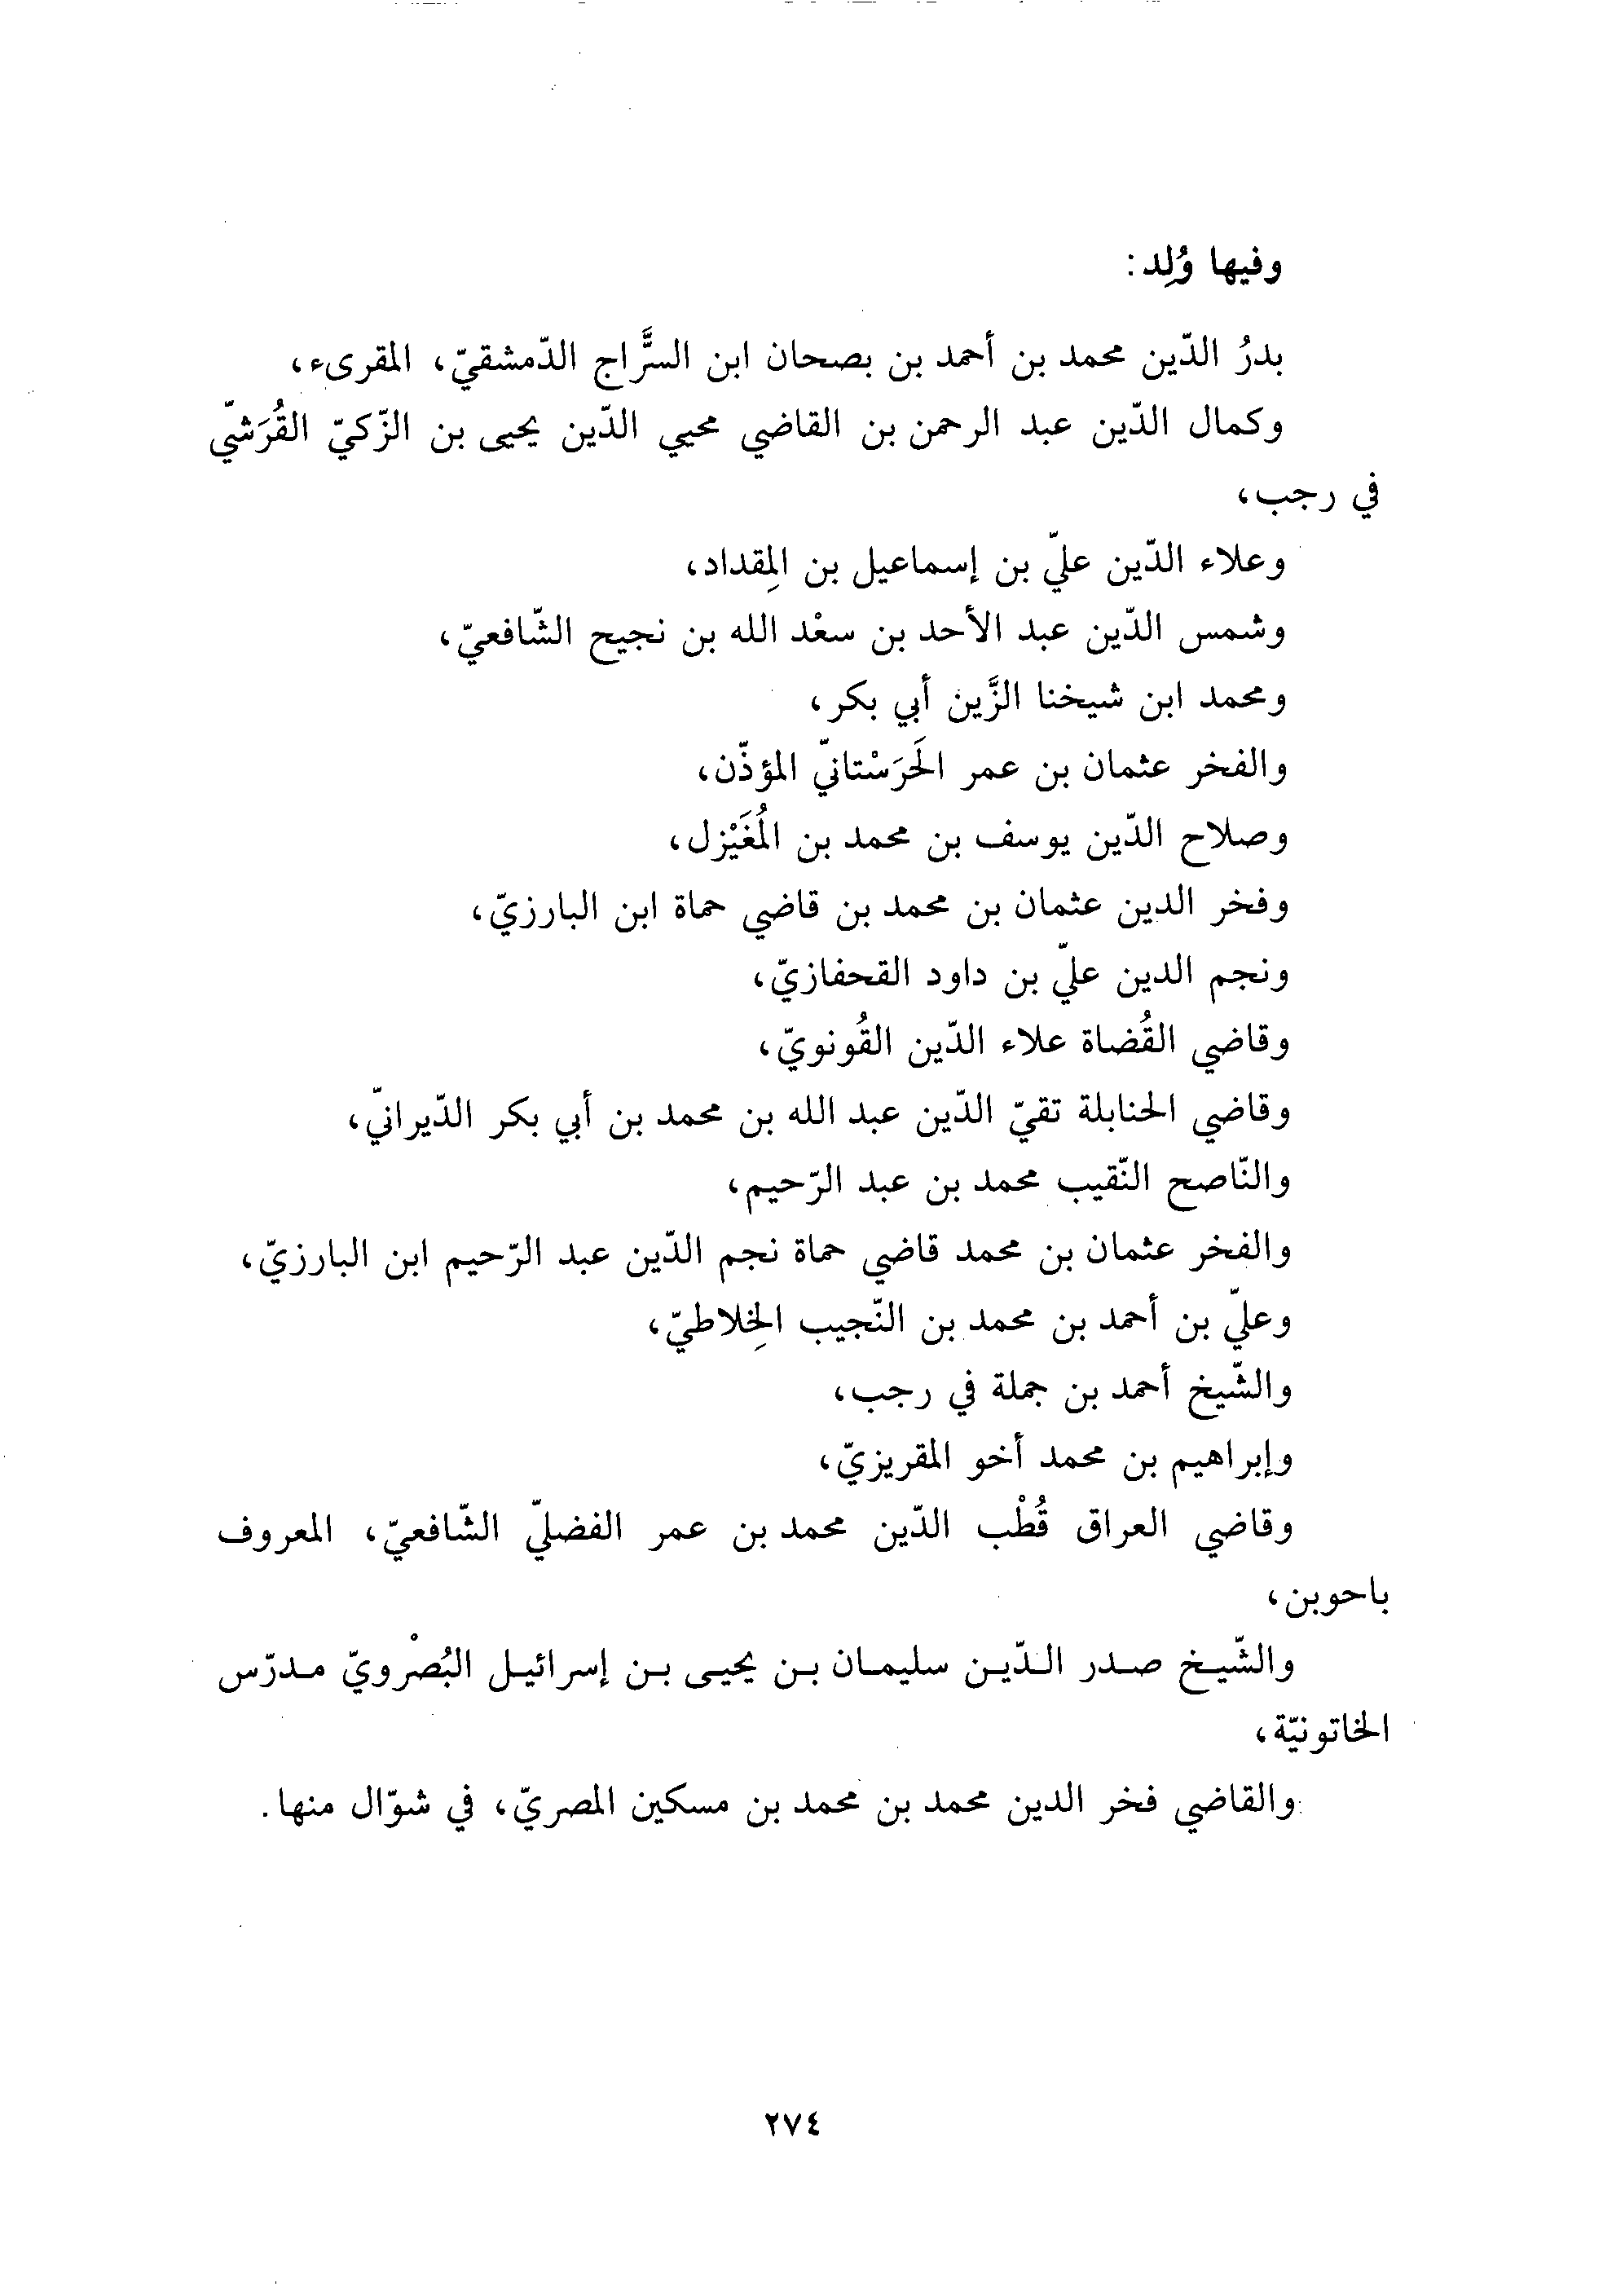 وفيها وُلِد:
بدرُ الدّين محمد بن أحمد بن بصحان ابن السرَّاج الدّمشقيّ، المقرىء،
وكمال الدّين عبد الرحمن بن القاضي محيي الدّين يحيى بن الزّكيّ القُرَشيّ
في رجب،
وعلاء الدّين عليّ بن إسماعيل بن المِقداد،
وشمس الدّين عبد الأحد بن سعْد الله بن نجيح الشّافعيّ،
ومحمد ابن شيخنا الزَّين أبي بكر،
والفخر عثمان بن عمر الحَرَسْتانيّ المؤذّن،
وصلاح الدّين يوسف بن محمد بن المُغَيْزل،
وفخر الدين عثمان بن محمد بن قاضي حماة ابن البارزيّ،
ونجم الدين عليّ بن داود القحفازيّ،
وقاضي القُضاة علاء الدّين القُونويّ،
وقاضي الحنابلة تقيّ الدّين عبد الله بن محمد بن أبي بكر الدّيرانيّ،
والنّاصح النّقيب محمد بن عبد الرّحيم،
والفخر عثمان بن محمد قاضي حماة نجم الدّين عبد الرّحيم ابن البارزيّ،
وعليّ بن أحمد بن محمد بن النّجيب الخِلاطيّ،
والشّيخ أحمد بن جملة في رجب،
وإبراهيم بن محمد أخو المقريزيّ،
وقاضي العراق قُطْب الدّين محمد بن عمر الفضليّ الشّافعيّ، المعروف
باحوبن،
والشّيخ صدر الدّين سليمان بن يحيى بن إسرائيل البُصْرويّ مدرّس
الخاتونيّة،
والقاضي فخر الدين محمد بن محمد بن مسكين المصريّ، في شوّال منها.
٢٧٤